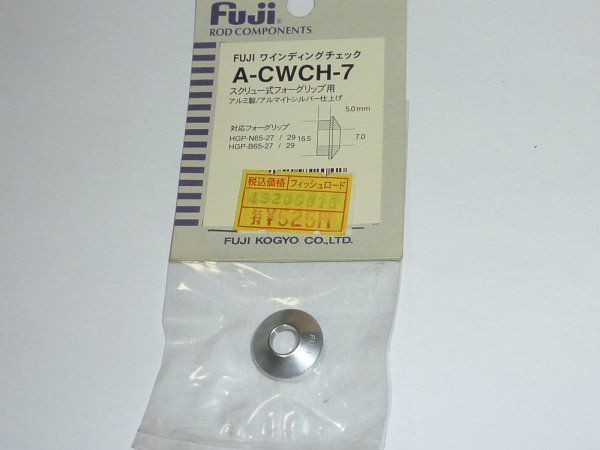 Fuji®
ROD COMPONENTS
FUJI ワインディングチェック
A-CWCH-7
スクリュー式フォーグリップ用
アルミ製/アルマイトシルバー仕上げ
5.0mm
対応フォーグリップ
HGP-N65-27 / 29
HGP-B65-27 / 29
16.5
7.0
税込価格 フィッシュロード
¥525
FUJI KOGYO CO.,LTD.
FUJI